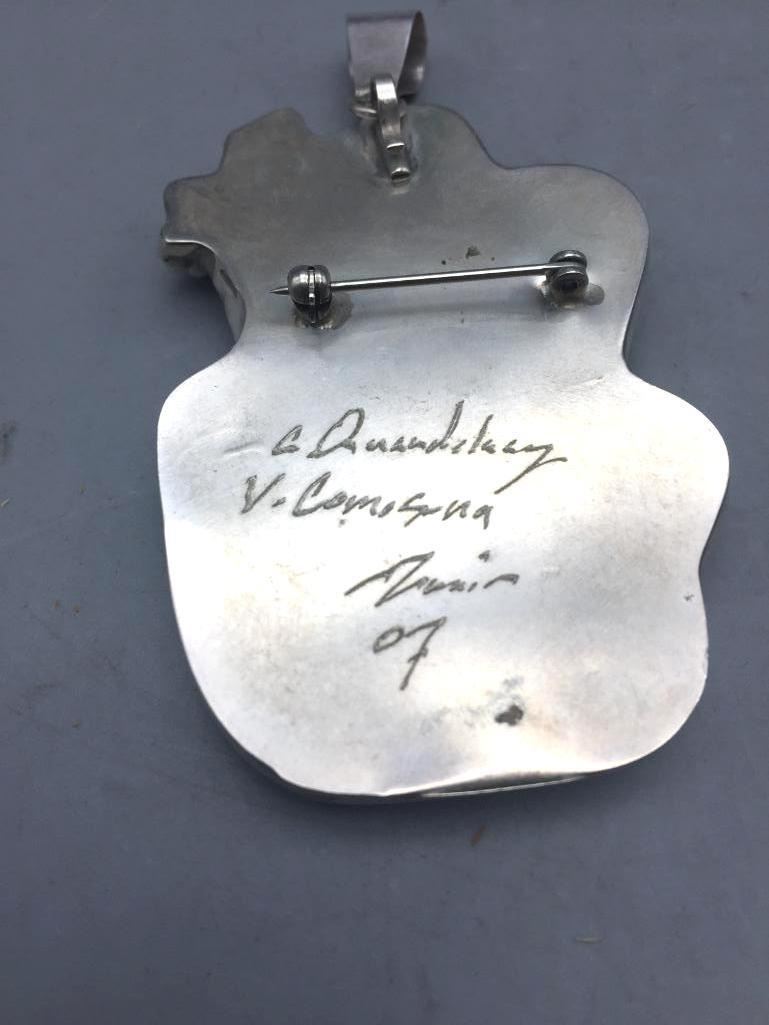 C Quandelacy
V. Comosona
Zuni
07